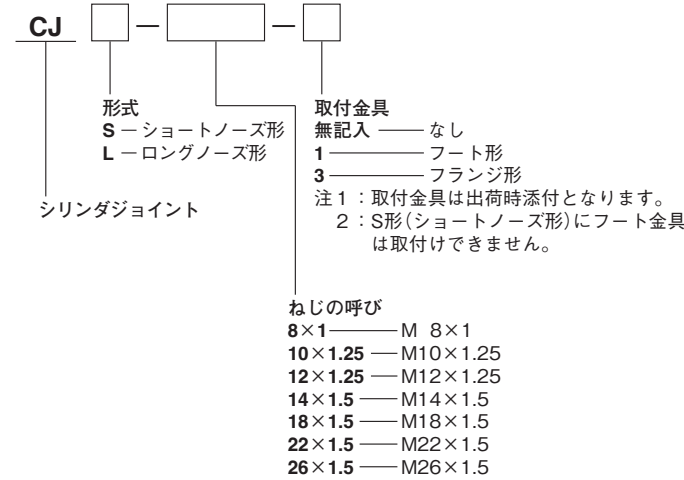 CJ □－□－□
形式
S－ショートノーズ形
L－ロングノーズ形
取付金具
無記入 —— なし
1 ———— フート形
3 ———— フランジ形
注1：取付金具は出荷時添付となります。
2：S形（ショートノーズ形）にフート金具
は取付けできません。
シリンダジョイント
ねじの呼び
8×1———M 8×1
10×1.25 — M10×1.25
12×1.25 — M12×1.25
14×1.5 —— M14×1.5
18×1.5 —— M18×1.5
22×1.5 —— M22×1.5
26×1.5 —— M26×1.5